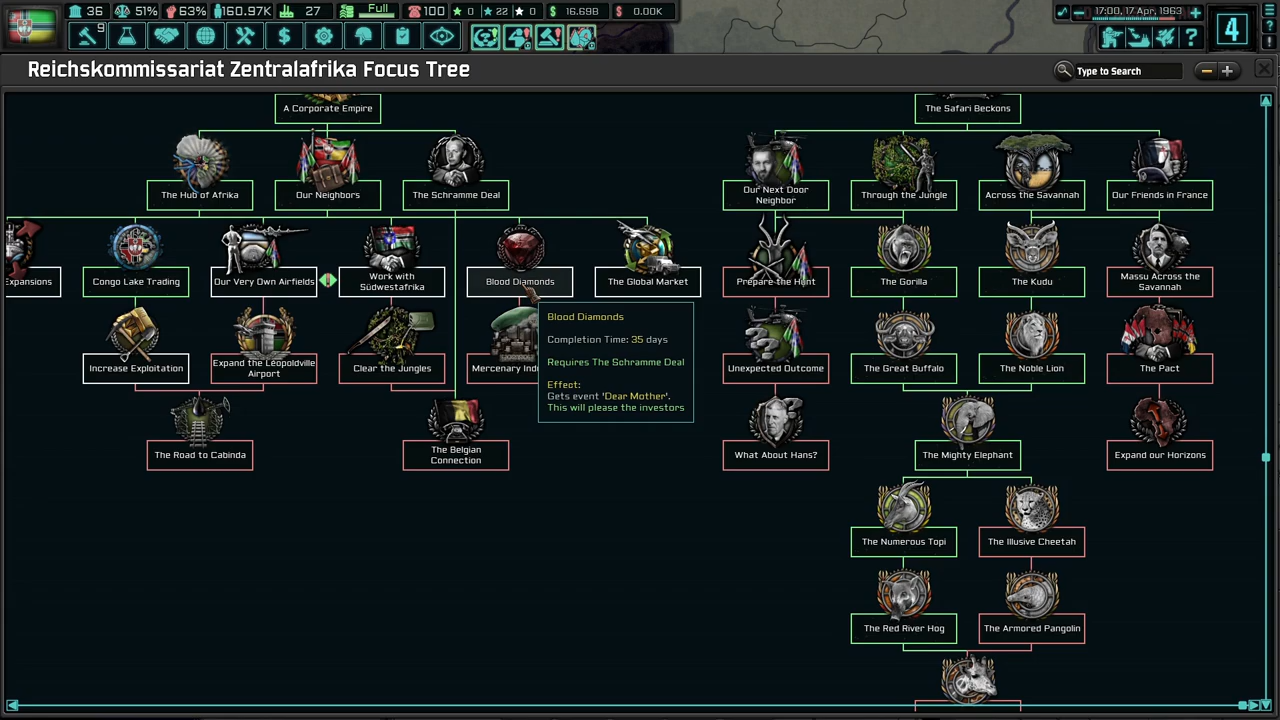 36 51% 63% 160.97K 27 Full 100 0 22 0 $ 16.69B $ 0.00K
17:00, 17 Apr, 1963
4
9
Reichskommissariat Zentralafrika Focus Tree
Type to Search
A Corporate Empire
The Safari Beckons
The Hub of Afrika
Our Neighbors
The Schramme Deal
Our Next Door
Neighbor
Through the Jungle
Across the Savannah
Our Friends in France
Expansions
Congo Lake Trading
Our Very Own Airfields
Work with
Südwestafrika
Blood Diamonds
The Global Market
Prepare the Hunt
The Gorilla
The Kudu
Massu Across the
Savannah
Blood Diamonds
Completion Time: 35 days
Requires The Schramme Deal
Effect:
Gets event 'Dear Mother'.
This will please the investors
Increase Exploitation
Expand the Léopoldville
Airport
Clear the Jungles
Mercenary Ind
Unexpected Outcome
The Great Buffalo
The Noble Lion
The Pact
The Road to Cabinda
The Belgian
Connection
What About Hans?
The Mighty Elephant
Expand our Horizons
The Numerous Topi
The Illusive Cheetah
The Red River Hog
The Armored Pangolin